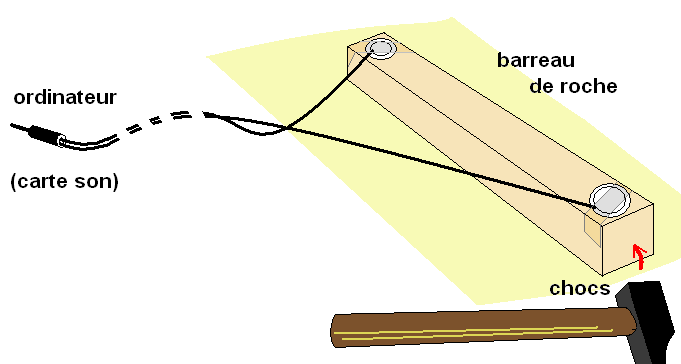 barreau
de roche
ordinateur
(carte son)
chocs